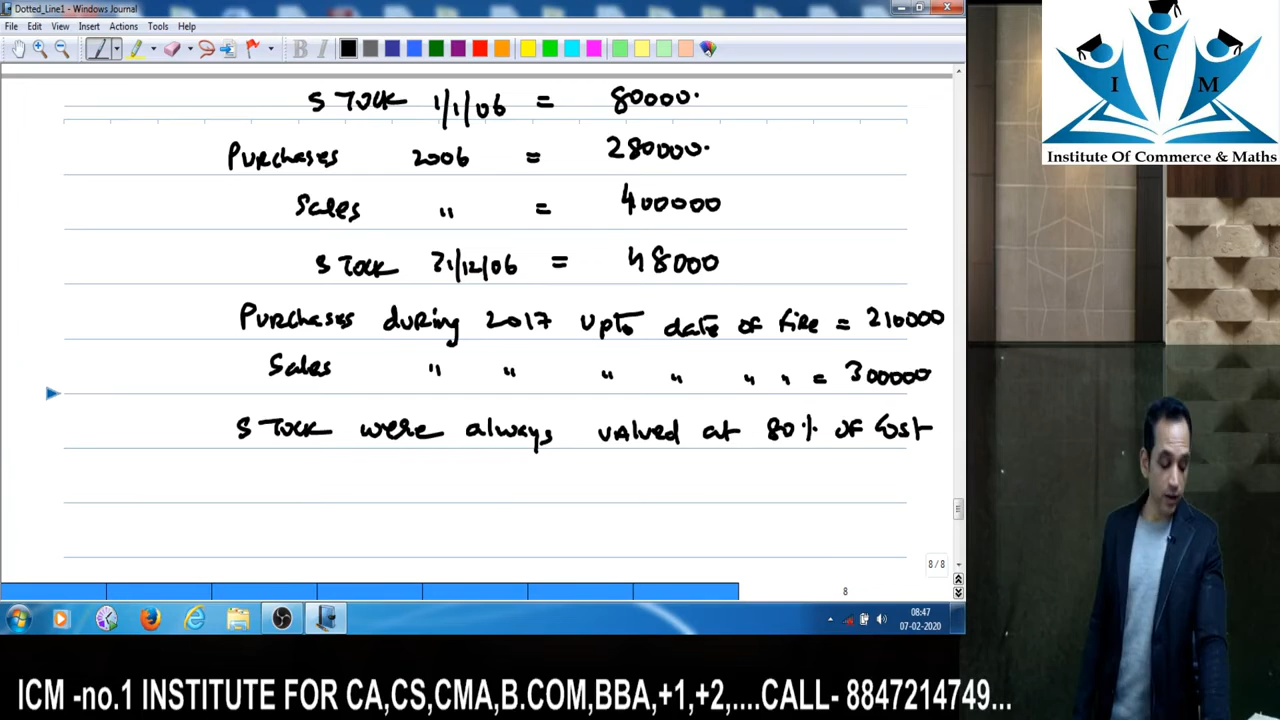 Dotted_Line1 - Windows Journal
File Edit View Insert Actions Tools Help
I C M
Institute Of Commerce & Maths
STOCK 1/1/06 = 80000.
Purchases 2006 = 280000.
Sales " = 400000
STOCK 31/12/06 = 48000
Purchases during 2017 upto date of fire = 210000
Sales " " " " " " = 300000
STOCK were always valued at 80% of Cost
8 / 8
8
08:47
07-02-2020
ICM -no.1 INSTITUTE FOR CA,CS,CMA,B.COM,BBA,+1,+2,....CALL- 8847214749...